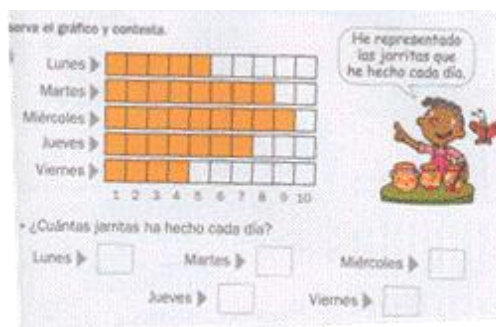 serva el gráfico y contesta.
He representado
las jarritas que
he hecho cada día.
Lunes
Martes
Miércoles
Jueves
Viernes
1 2 3 4 5 6 7 8 9 10
• ¿Cuántas jarritas ha hecho cada día?
Lunes Martes Miércoles
Jueves Viernes